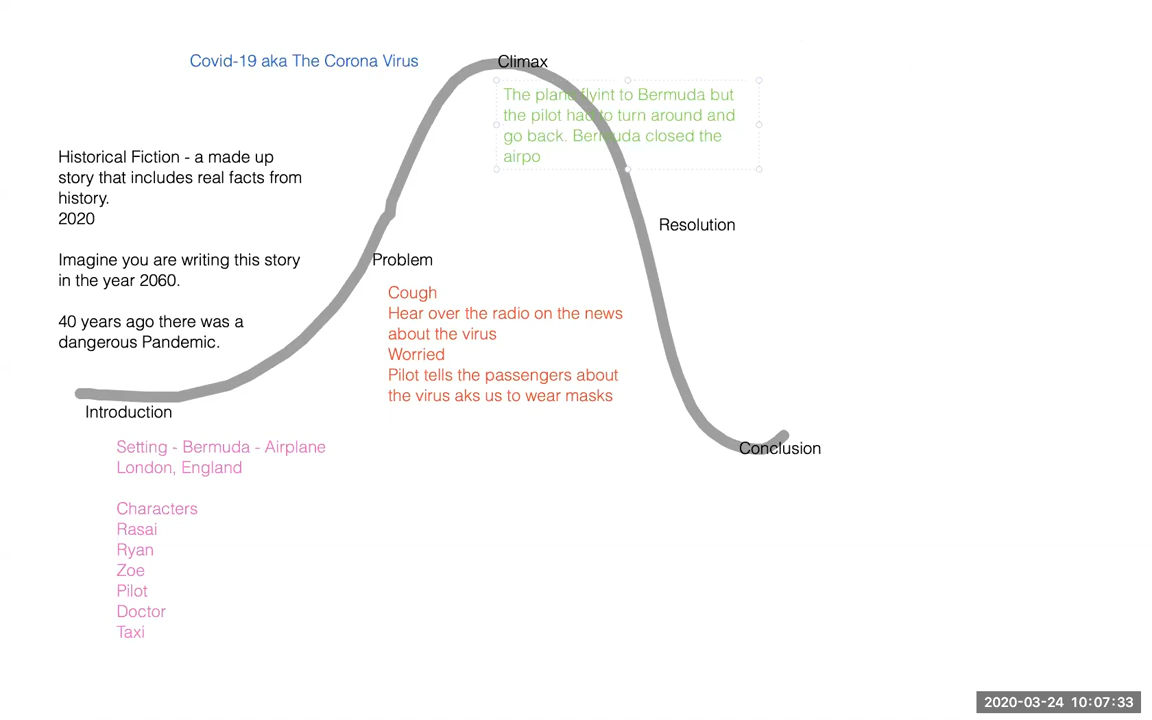 Covid-19 aka The Corona Virus
Climax
The plane flyint to Bermuda but
the pilot had to turn around and
go back. Bermuda closed the
airpo
Historical Fiction - a made up
story that includes real facts from
history.
2020
Imagine you are writing this story
in the year 2060.
40 years ago there was a
dangerous Pandemic.
Resolution
Problem
Cough
Hear over the radio on the news
about the virus
Worried
Pilot tells the passengers about
the virus aks us to wear masks
Introduction
Setting - Bermuda - Airplane
London, England
Characters
Rasai
Ryan
Zoe
Pilot
Doctor
Taxi
Conclusion
2020-03-24 10:07:33